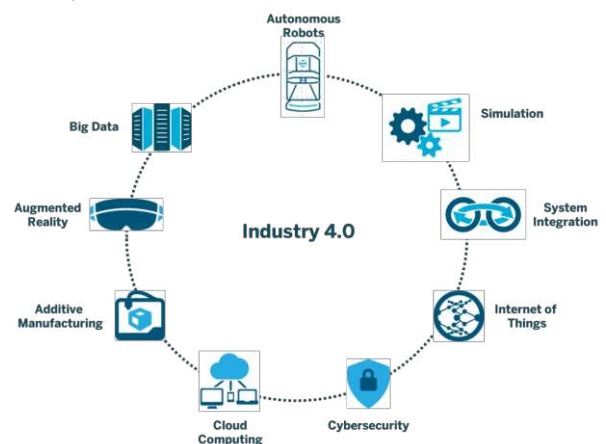 Autonomous
Robots
Simulation
Big Data
System
Integration
Augmented
Reality
Industry 4.0
Internet of
Things
Additive
Manufacturing
Cybersecurity
Cloud
Computing